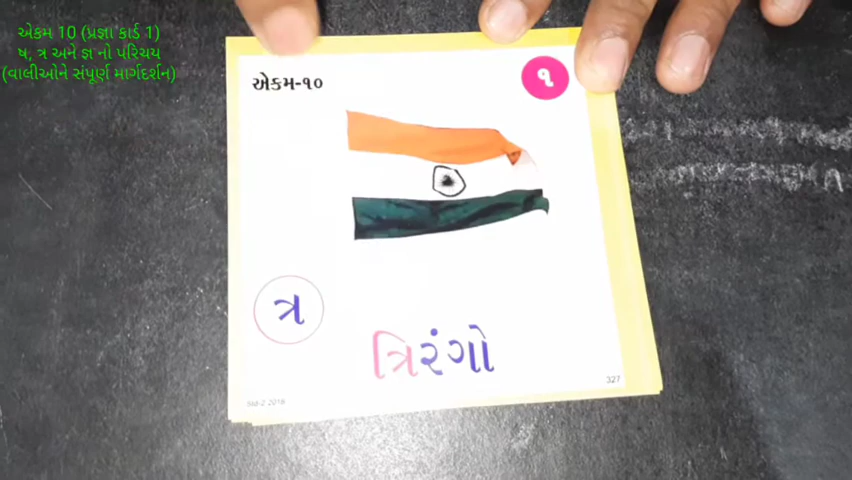 એકમ 10 (પ્રજ્ઞા કાર્ડ 1)
ષ, ત્ર અને જ્ઞ નો પરિચય
(વાલીઓને સંપૂર્ણ માર્ગદર્શન)
એકમ-૧૦
૧
ત્ર
ત્રિરંગો
327